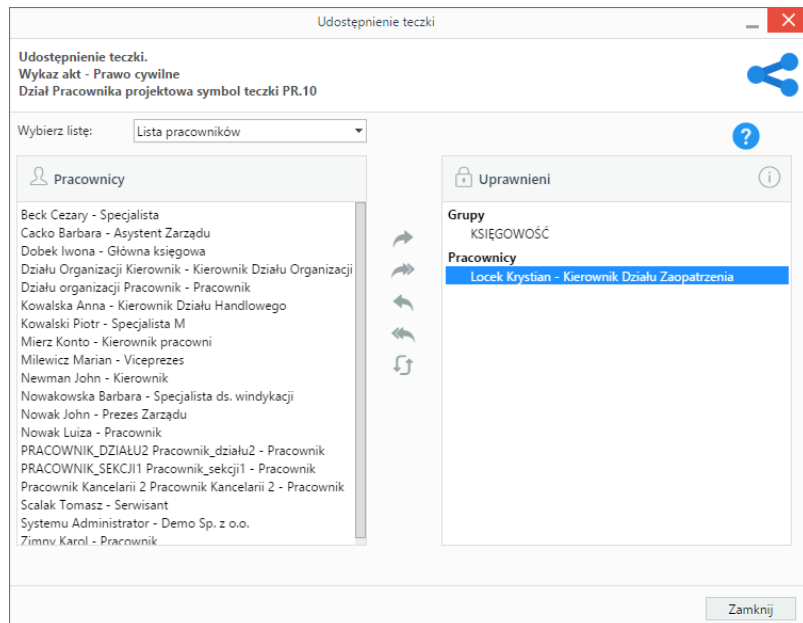 Udostępnienie teczki
Udostępnienie teczki.
Wykaz akt - Prawo cywilne
Dział Pracownika projektowa symbol teczki PR.10
Wybierz listę:
Lista pracowników
?
Pracownicy
Beck Cezary - Specjalista
Cacko Barbara - Asystent Zarządu
Dobek Iwona - Główna księgowa
Działu Organizacji Kierownik - Kierownik Działu Organizacji
Działu organizacji Pracownik - Pracownik
Kowalska Anna - Kierownik Działu Handlowego
Kowalski Piotr - Specjalista M
Mierz Konto - Kierownik pracowni
Milewicz Marian - Viceprezes
Newman John - Kierownik
Nowakowska Barbara - Specjalista ds. windykacji
Nowak John - Prezes Zarządu
Nowak Luiza - Pracownik
PRACOWNIK_DZIAŁU2 Pracownik_działu2 - Pracownik
PRACOWNIK_SEKCJI1 Pracownik_sekcji1 - Pracownik
Pracownik Kancelarii 2 Pracownik Kancelarii 2 - Pracownik
Scalak Tomasz - Serwisant
Systemu Administrator - Demo Sp. z o.o.
Zimny Karol - Pracownik
Uprawnieni
i
Grupy
KSIĘGOWOŚĆ
Pracownicy
Locek Krystian - Kierownik Działu Zaopatrzenia
Zamknij